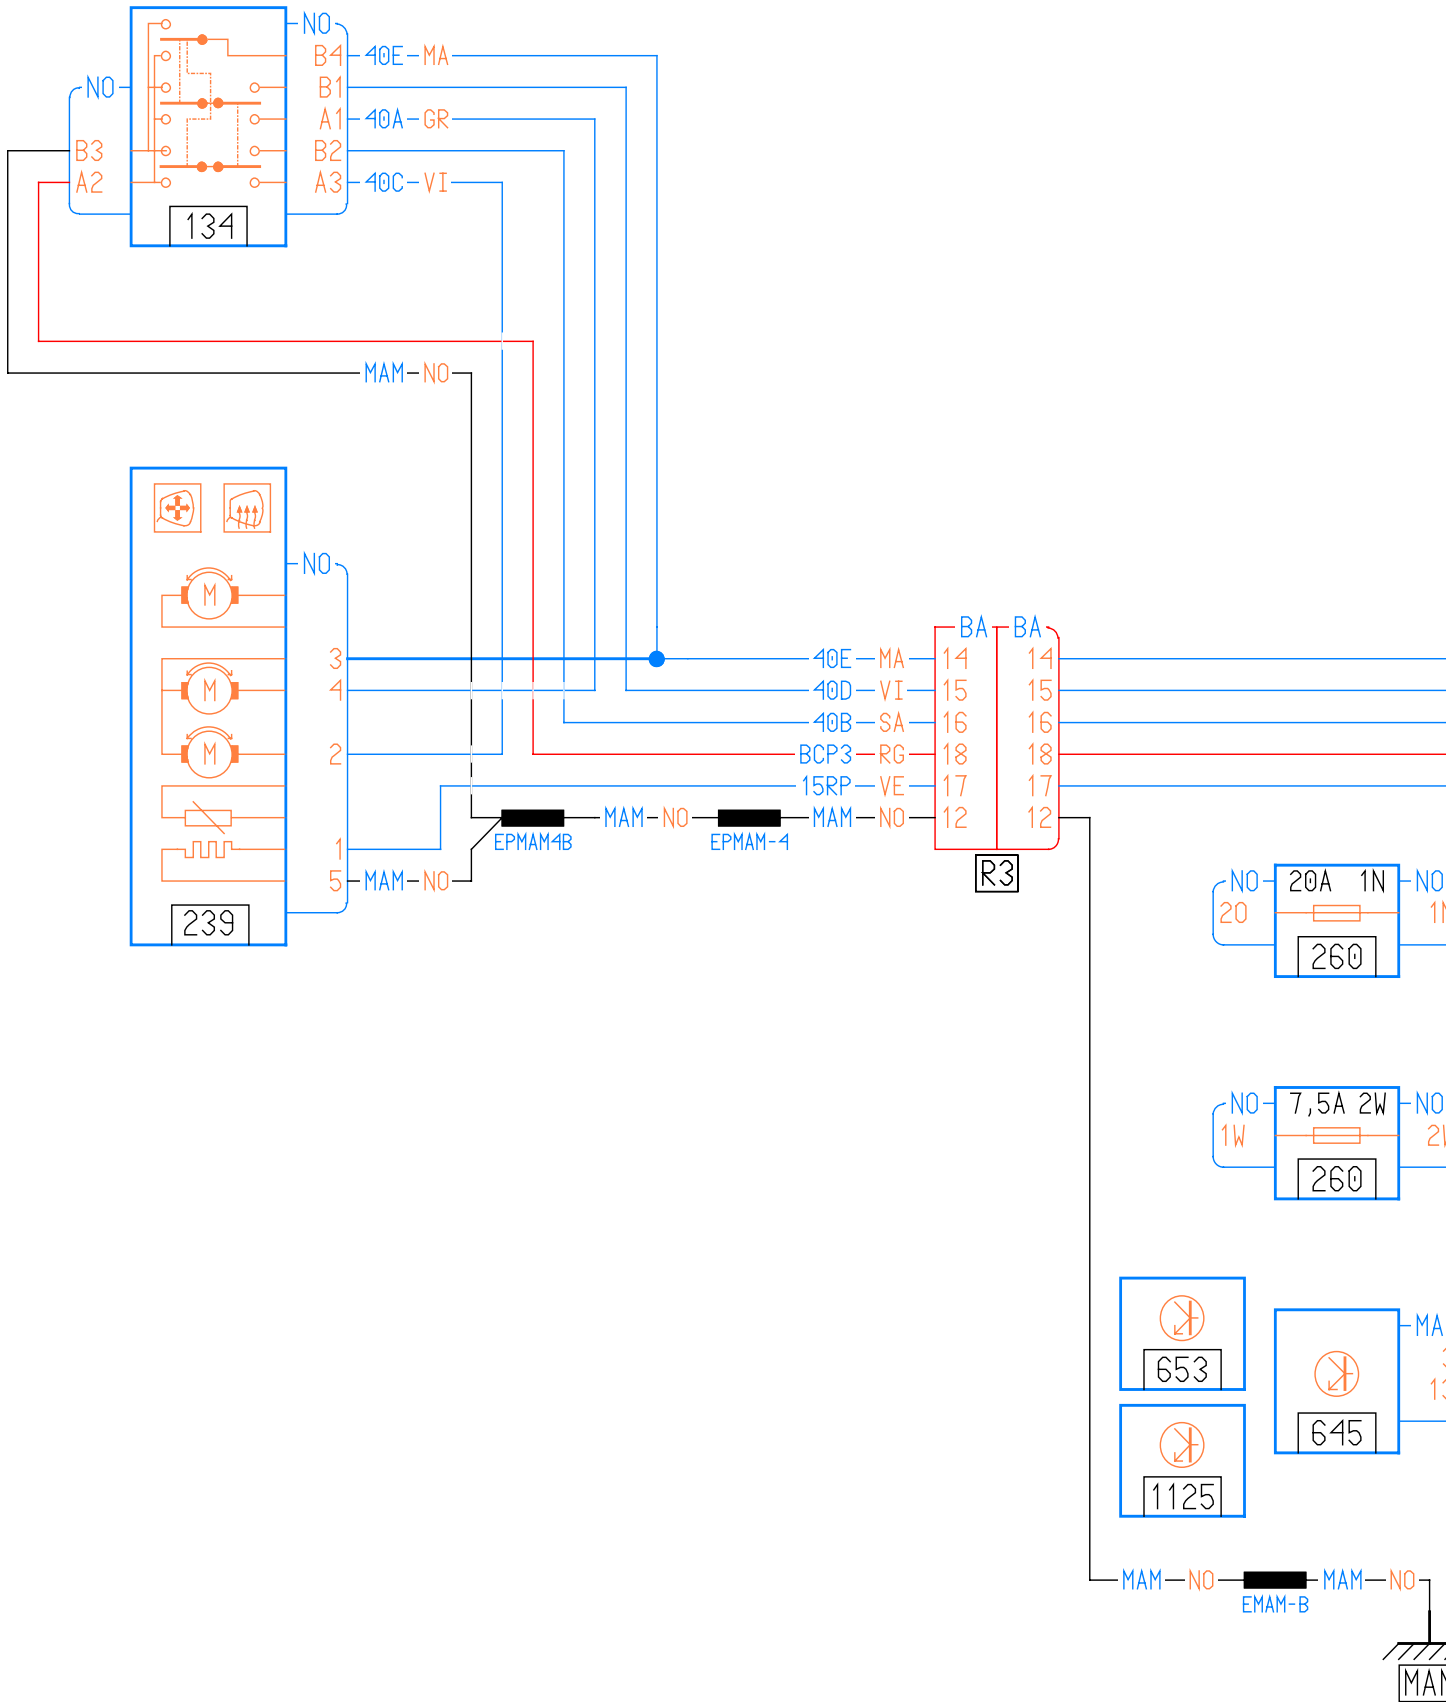 NO
B4 40E MA
NO B1
A1 40A GR
B3 B2
A2 A3 40C VI
134
MAM NO
NO
M
BA BA
3 40E MA 14 14
M 4 40D VI 15 15
40B SA 16 16
M 2 BCP3 RG 18 18
15RP VE 17 17
MAM NO MAM NO 12 12
EPMAM4B EPMAM-4
1
R3
5 MAM NO
239
NO 20A 1N NO
20
260
NO 7,5A 2W NO
1W
260
653
645
1125
MAM NO MAM NO
EMAM-B